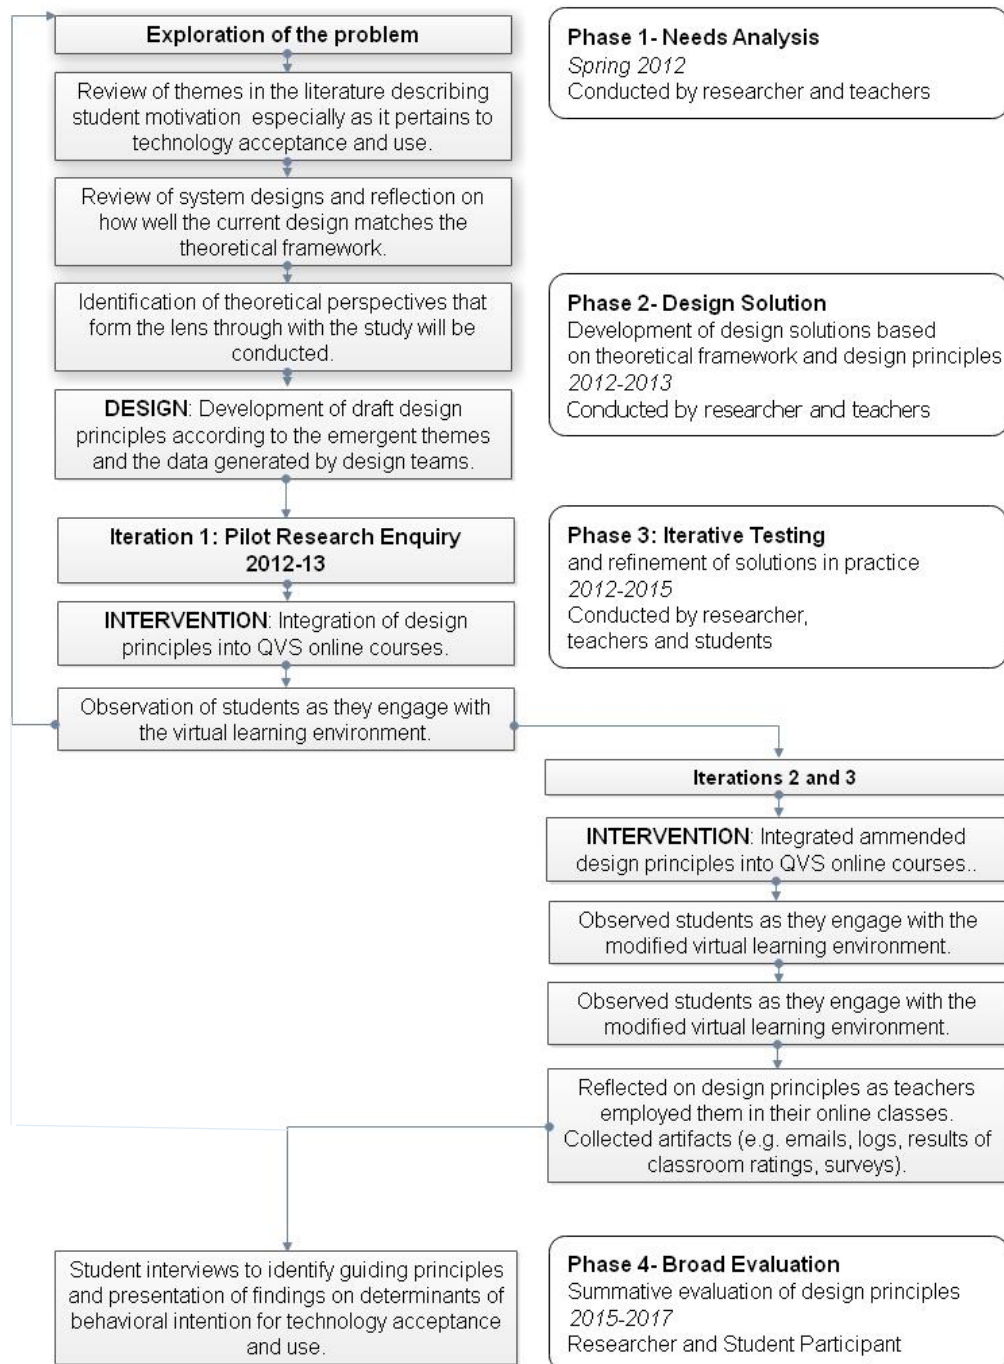 Exploration of the problem
Phase 1- Needs Analysis
Spring 2012
Conducted by researcher and teachers
Review of themes in the literature describing
student motivation especially as it pertains to
technology acceptance and use.
Review of system designs and reflection on
how well the current design matches the
theoretical framework.
Identification of theoretical perspectives that
form the lens through with the study will be
conducted.
Phase 2- Design Solution
Development of design solutions based
on theoretical framework and design principles
2012-2013
Conducted by researcher and teachers
DESIGN: Development of draft design
principles according to the emergent themes
and the data generated by design teams.
Iteration 1: Pilot Research Enquiry
2012-13
Phase 3: Iterative Testing
and refinement of solutions in practice
2012-2015
Conducted by researcher,
teachers and students
INTERVENTION: Integration of design
principles into QVS online courses.
Observation of students as they engage with
the virtual learning environment.
Iterations 2 and 3
INTERVENTION: Integrated ammended
design principles into QVS online courses..
Observed students as they engage with the
modified virtual learning environment.
Observed students as they engage with the
modified virtual learning environment.
Reflected on design principles as teachers
employed them in their online classes.
Collected artifacts (e.g. emails, logs, results of
classroom ratings, surveys).
Student interviews to identify guiding principles
and presentation of findings on determinants of
behavioral intention for technology acceptance
and use.
Phase 4- Broad Evaluation
Summative evaluation of design principles
2015-2017
Researcher and Student Participant